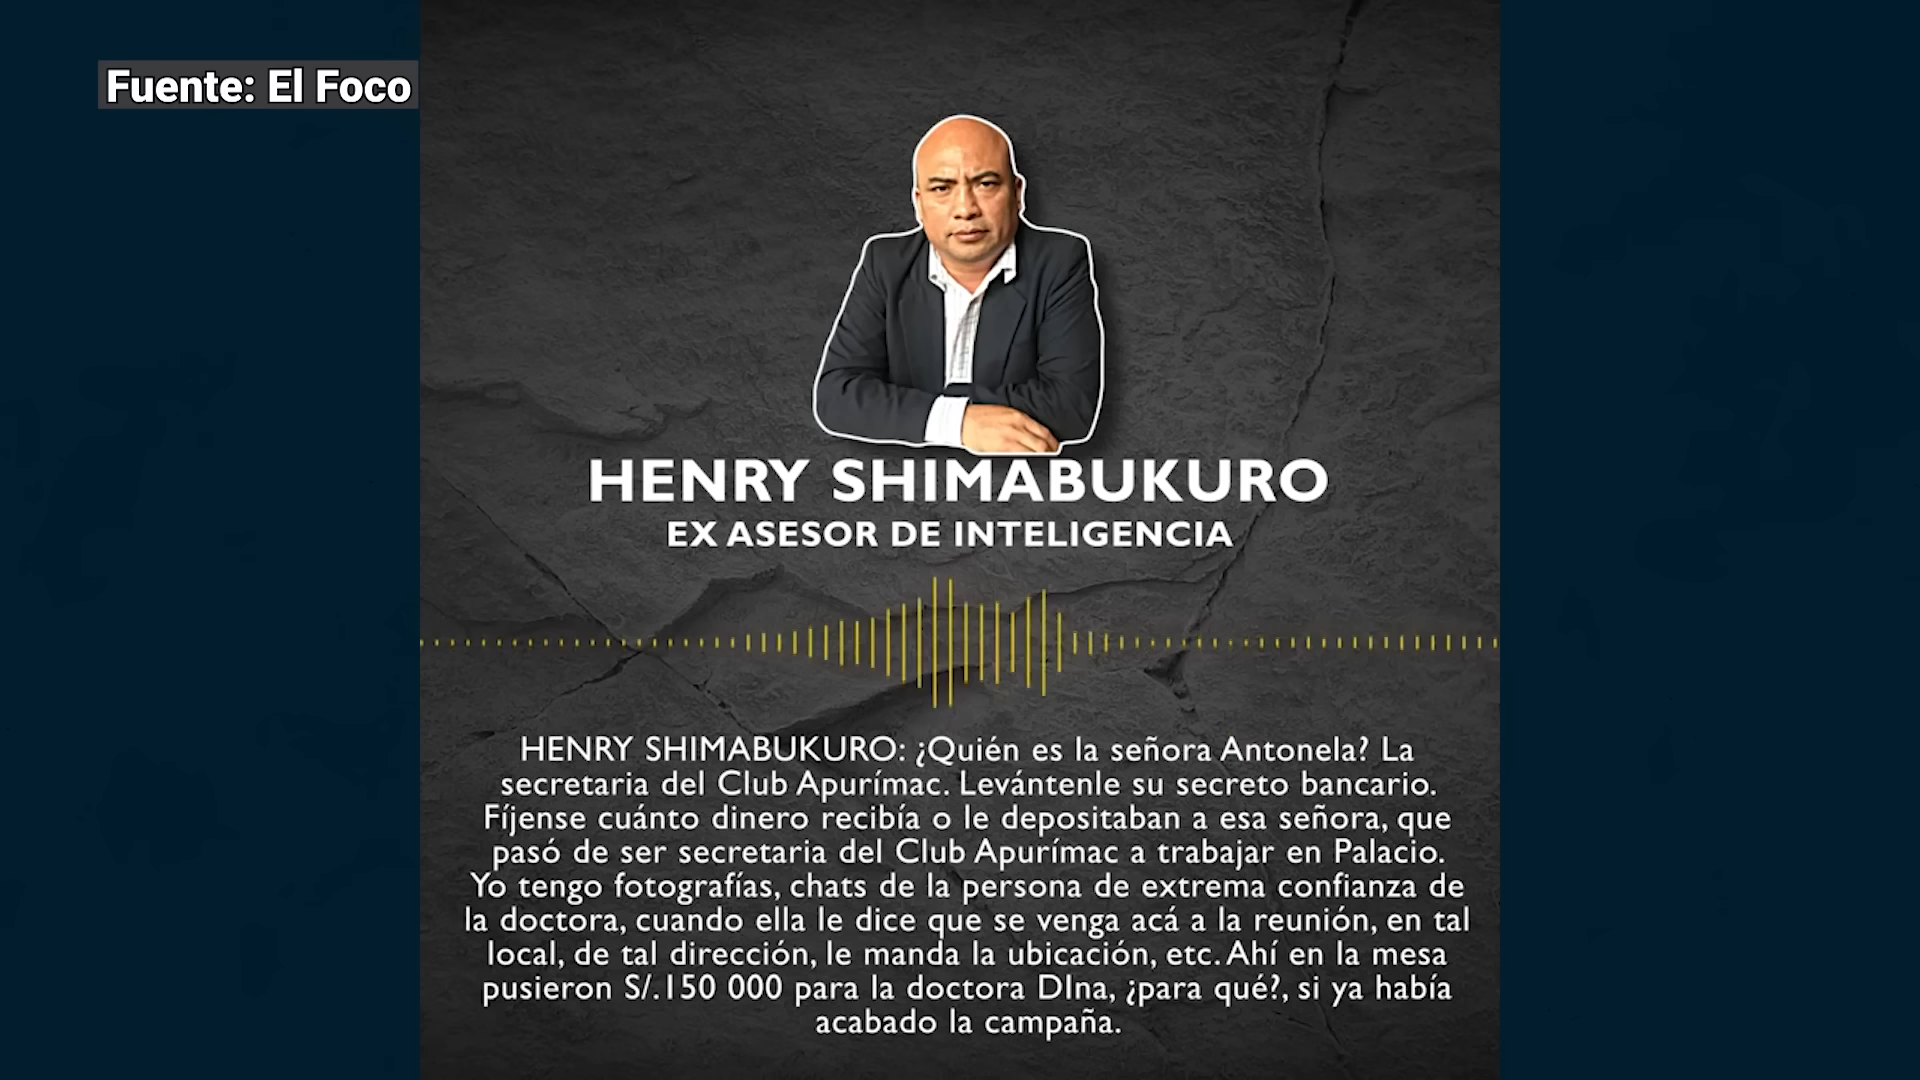 Fuente: El Foco
HENRY SHIMABUKURO
EX ASESOR DE INTELIGENCIA
HENRY SHIMABUKURO: ¿Quién es la señora Antonela? La
secretaria del Club Apurímac. Levántenle su secreto bancario.
Fíjense cuánto dinero recibía o le depositaban a esa señora, que
pasó de ser secretaria del Club Apurímac a trabajar en Palacio.
Yo tengo fotografías, chats de la persona de extrema confianza de
la doctora, cuando ella le dice que se venga acá a la reunión, en tal
local, de tal dirección, le manda la ubicación, etc. Ahí en la mesa
pusieron S/.150 000 para la doctora DIna, ¿para qué?, si ya había
acabado la campaña.